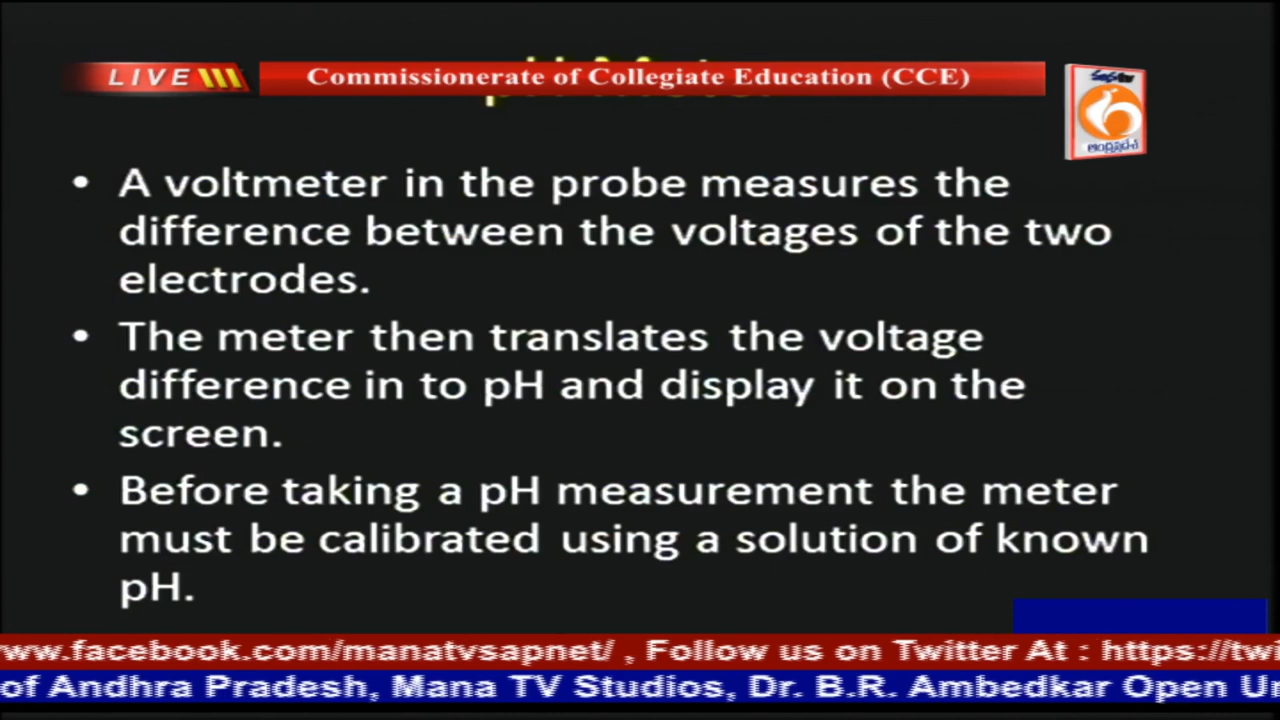 LIVE
Commissionerate of Collegiate Education (CCE)
• A voltmeter in the probe measures the
difference between the voltages of the two
electrodes.
• The meter then translates the voltage
difference in to pH and display it on the
screen.
• Before taking a pH measurement the meter
must be calibrated using a solution of known
pH.
ww.facebook.com/manatvsapnet/ , Follow us on Twitter At : https://twi
of Andhra Pradesh, Mana TV Studios, Dr. B.R. Ambedkar Open Un